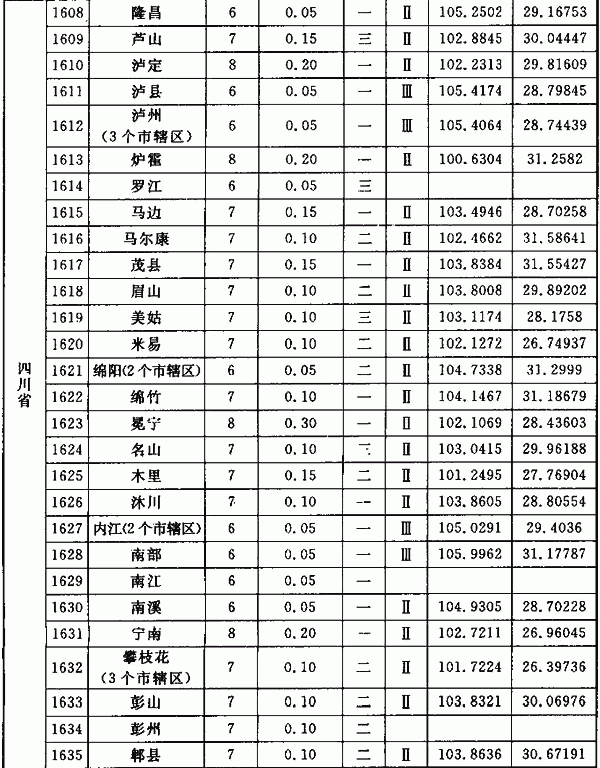 四川省
1608 隆昌 6 0.05 一 Ⅱ 105.2502 29.16753
1609 芦山 7 0.15 三 Ⅱ 102.8845 30.04447
1610 泸定 8 0.20 一 Ⅱ 102.2313 29.81609
1611 泸县 6 0.05 一 Ⅲ 105.4174 28.79845
1612 泸州
(3个市辖区) 6 0.05 一 Ⅲ 105.4064 28.74439
1613 炉霍 8 0.20 一 Ⅱ 100.6304 31.2582
1614 罗江 6 0.05 三
1615 马边 7 0.15 一 Ⅱ 103.4946 28.70258
1616 马尔康 7 0.10 二 Ⅱ 102.4662 31.58641
1617 茂县 7 0.15 一 Ⅱ 103.8384 31.55427
1618 眉山 7 0.10 二 Ⅱ 103.8008 29.89202
1619 美姑 7 0.10 三 Ⅱ 103.1174 28.1758
1620 米易 7 0.10 二 Ⅱ 102.1272 26.74937
1621 绵阳(2个市辖区) 6 0.05 二 Ⅱ 104.7338 31.2999
1622 绵竹 7 0.10 一 Ⅱ 104.1467 31.18679
1623 冕宁 8 0.30 一 Ⅱ 102.1069 28.43603
1624 名山 7 0.10 三 Ⅱ 103.0415 29.96188
1625 木里 7 0.15 二 Ⅱ 101.2495 27.76904
1626 沐川 7 0.10 一 Ⅱ 103.8605 28.80554
1627 内江(2个市辖区) 6 0.05 一 Ⅲ 105.0291 29.4036
1628 南部 6 0.05 一 Ⅲ 105.9962 31.17787
1629 南江 6 0.05 一
1630 南溪 6 0.05 一 Ⅱ 104.9305 28.70228
1631 宁南 8 0.20 一 Ⅱ 102.7211 26.96045
1632 攀枝花
(3个市辖区) 7 0.10 二 Ⅱ 101.7224 26.39736
1633 彭山 7 0.10 二 Ⅱ 103.8321 30.06976
1634 彭州 7 0.10 二
1635 郫县 7 0.10 二 Ⅱ 103.8636 30.67191